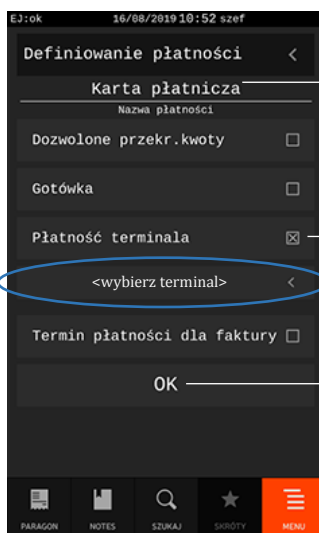 EJ:ok 16/08/2019 10:52 szef
Definiowanie płatności <
Karta płatnicza
Nazwa płatności
Dozwolone przekr.kwoty
Gotówka
Płatność terminala
<wybierz terminal> <
Termin płatności dla faktury
OK
PARAGON NOTES SZUKAJ SKRÓTY MENU